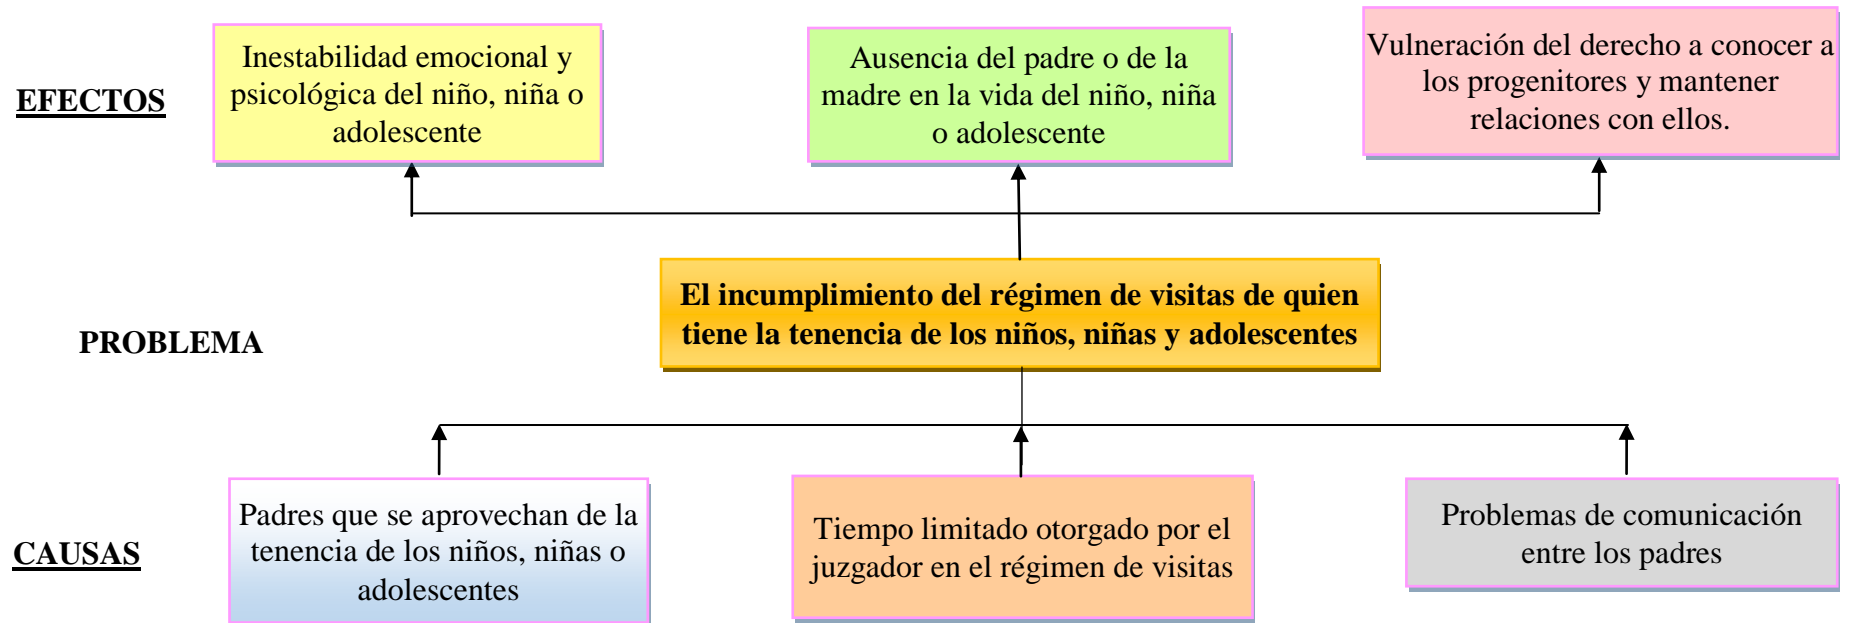 EFECTOS
Inestabilidad emocional y
psicológica del niño, niña o
adolescente
Ausencia del padre o de la
madre en la vida del niño, niña
o adolescente
Vulneración del derecho a conocer a
los progenitores y mantener
relaciones con ellos.
PROBLEMA
El incumplimiento del régimen de visitas de quien
tiene la tenencia de los niños, niñas y adolescentes
CAUSAS
Padres que se aprovechan de la
tenencia de los niños, niñas o
adolescentes
Tiempo limitado otorgado por el
juzgador en el régimen de visitas
Problemas de comunicación
entre los padres